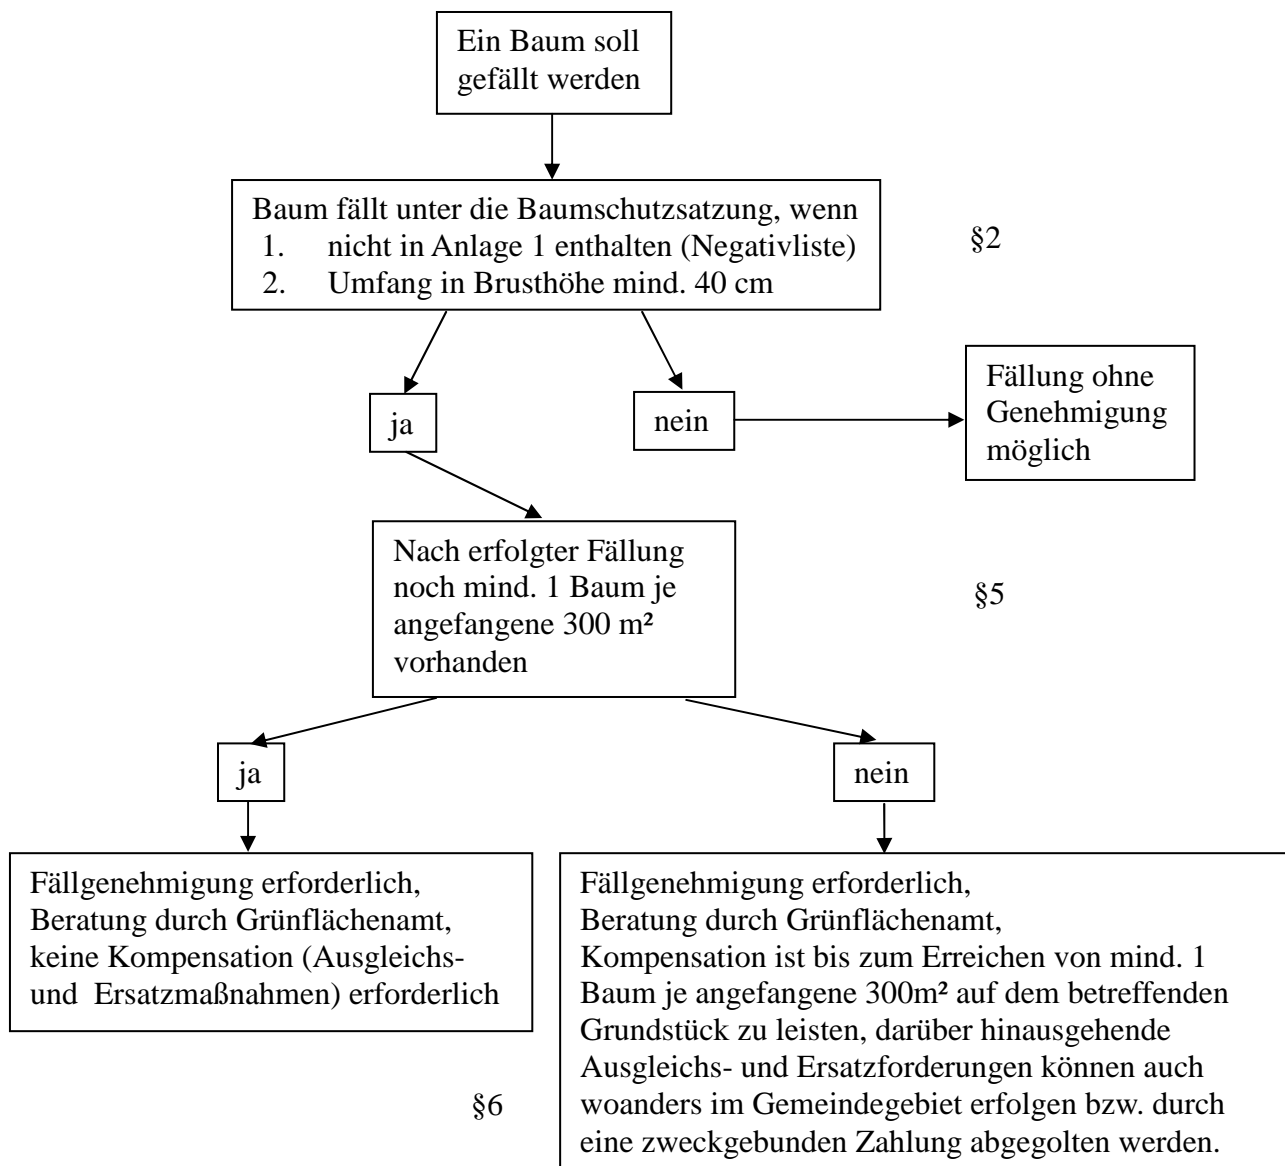 Ein Baum soll
gefällt werden
Baum fällt unter die Baumschutzsatzung, wenn
1. nicht in Anlage 1 enthalten (Negativliste)
2. Umfang in Brusthöhe mind. 40 cm
§2
ja
nein
Fällung ohne
Genehmigung
möglich
Nach erfolgter Fällung
noch mind. 1 Baum je
angefangene 300 m²
vorhanden
§5
ja
nein
Fällgenehmigung erforderlich,
Beratung durch Grünflächenamt,
keine Kompensation (Ausgleichs-
und Ersatzmaßnahmen) erforderlich
§6
Fällgenehmigung erforderlich,
Beratung durch Grünflächenamt,
Kompensation ist bis zum Erreichen von mind. 1
Baum je angefangene 300m² auf dem betreffenden
Grundstück zu leisten, darüber hinausgehende
Ausgleichs- und Ersatzforderungen können auch
woanders im Gemeindegebiet erfolgen bzw. durch
eine zweckgebunden Zahlung abgegolten werden.